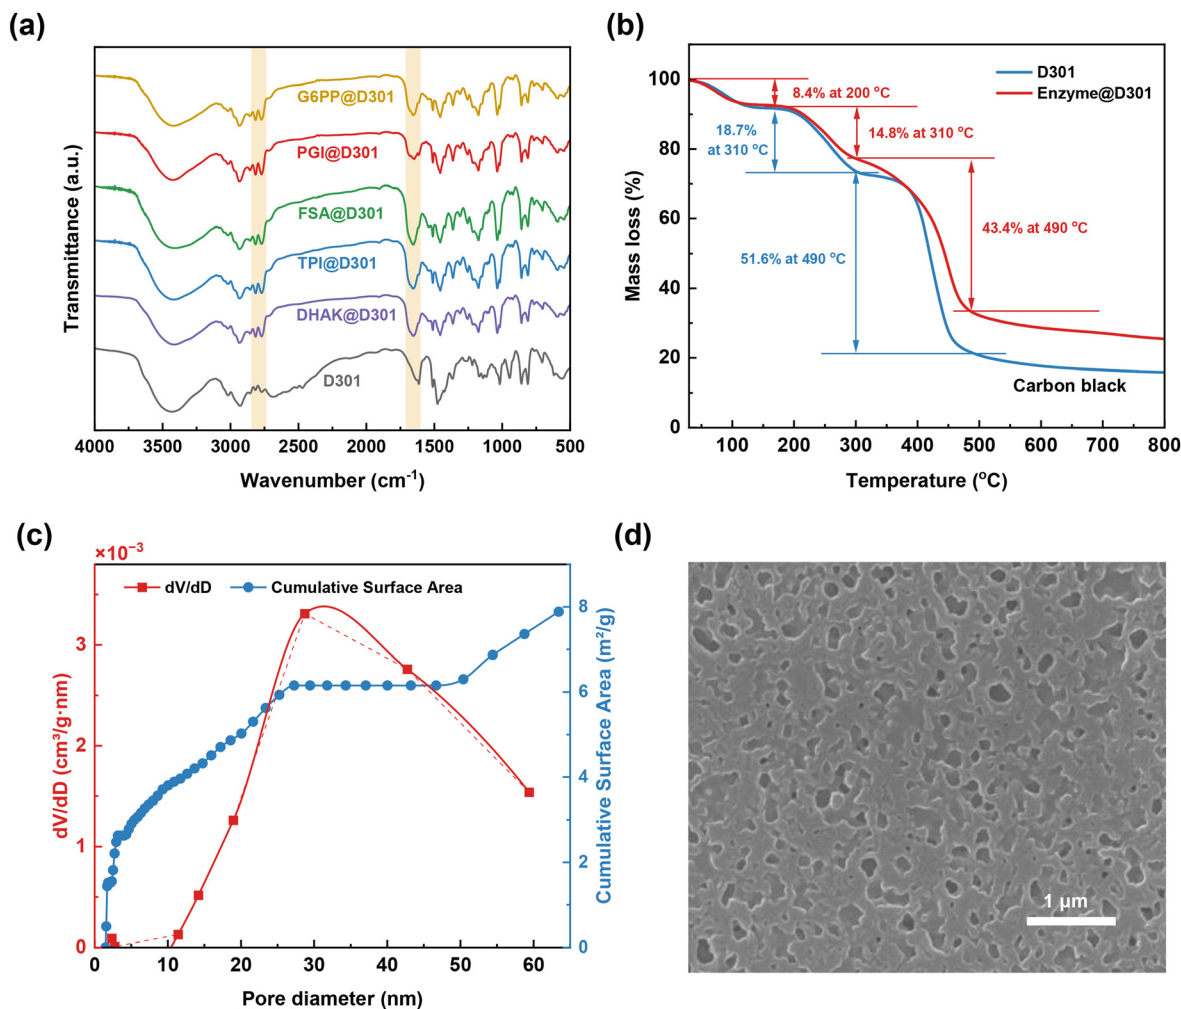 (a)
Transmittance (a.u.)
G6PP@D301
PGI@D301
FSA@D301
TPI@D301
DHAK@D301
D301
4000 3500 3000 2500 2000 1500 1000 500
Wavenumber (cm⁻¹)
(b)
Mass loss (%)
100
80
60
40
20
0
D301
Enzyme@D301
8.4% at 200 °C
18.7%
at 310 °C
14.8% at 310 °C
43.4% at 490 °C
51.6% at 490 °C
Carbon black
100 200 300 400 500 600 700 800
Temperature (°C)
(c)
×10⁻³
dV/dD (cm³/g·nm)
3
2
1
0
dV/dD
Cumulative Surface Area
8
6
4
2
0
Cumulative Surface Area (m²/g)
0 10 20 30 40 50 60
Pore diameter (nm)
(d)
1 μm